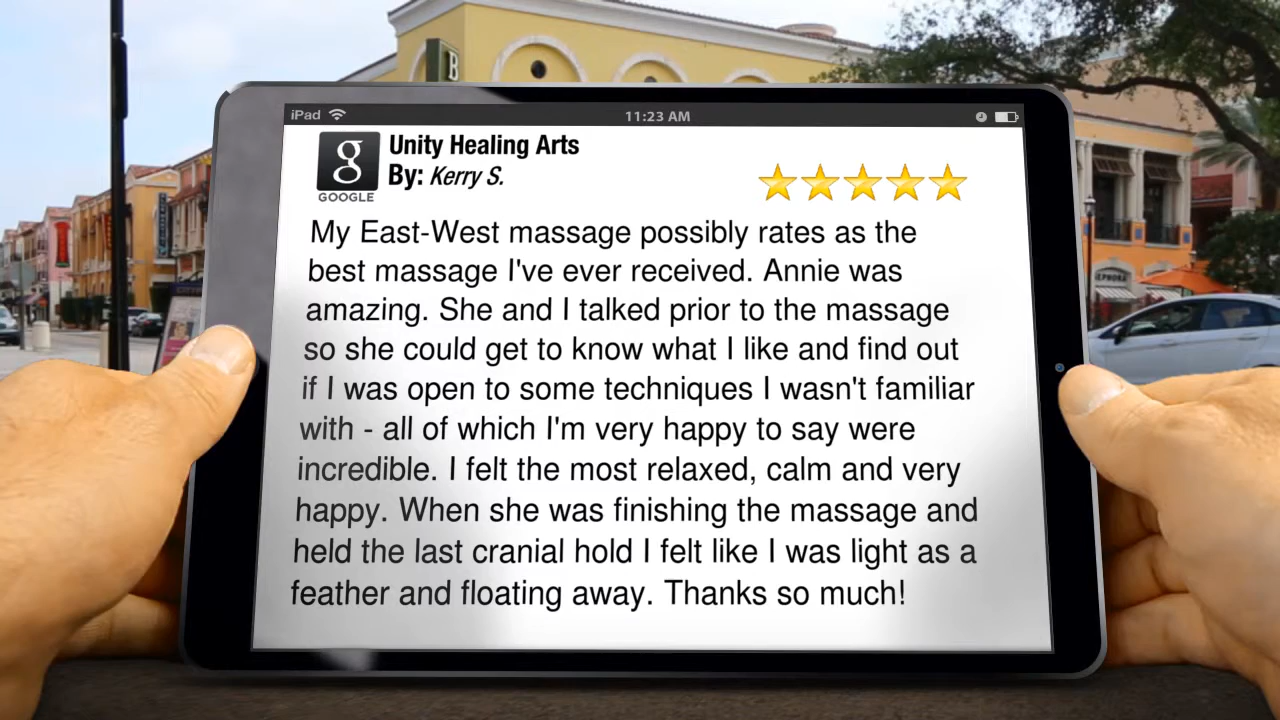 B
iPad
11:23 AM
g
GOOGLE
Unity Healing Arts
By: Kerry S.
My East-West massage possibly rates as the
best massage I've ever received. Annie was
amazing. She and I talked prior to the massage
so she could get to know what I like and find out
if I was open to some techniques I wasn't familiar
with - all of which I'm very happy to say were
incredible. I felt the most relaxed, calm and very
happy. When she was finishing the massage and
held the last cranial hold I felt like I was light as a
feather and floating away. Thanks so much!
SEPHORA